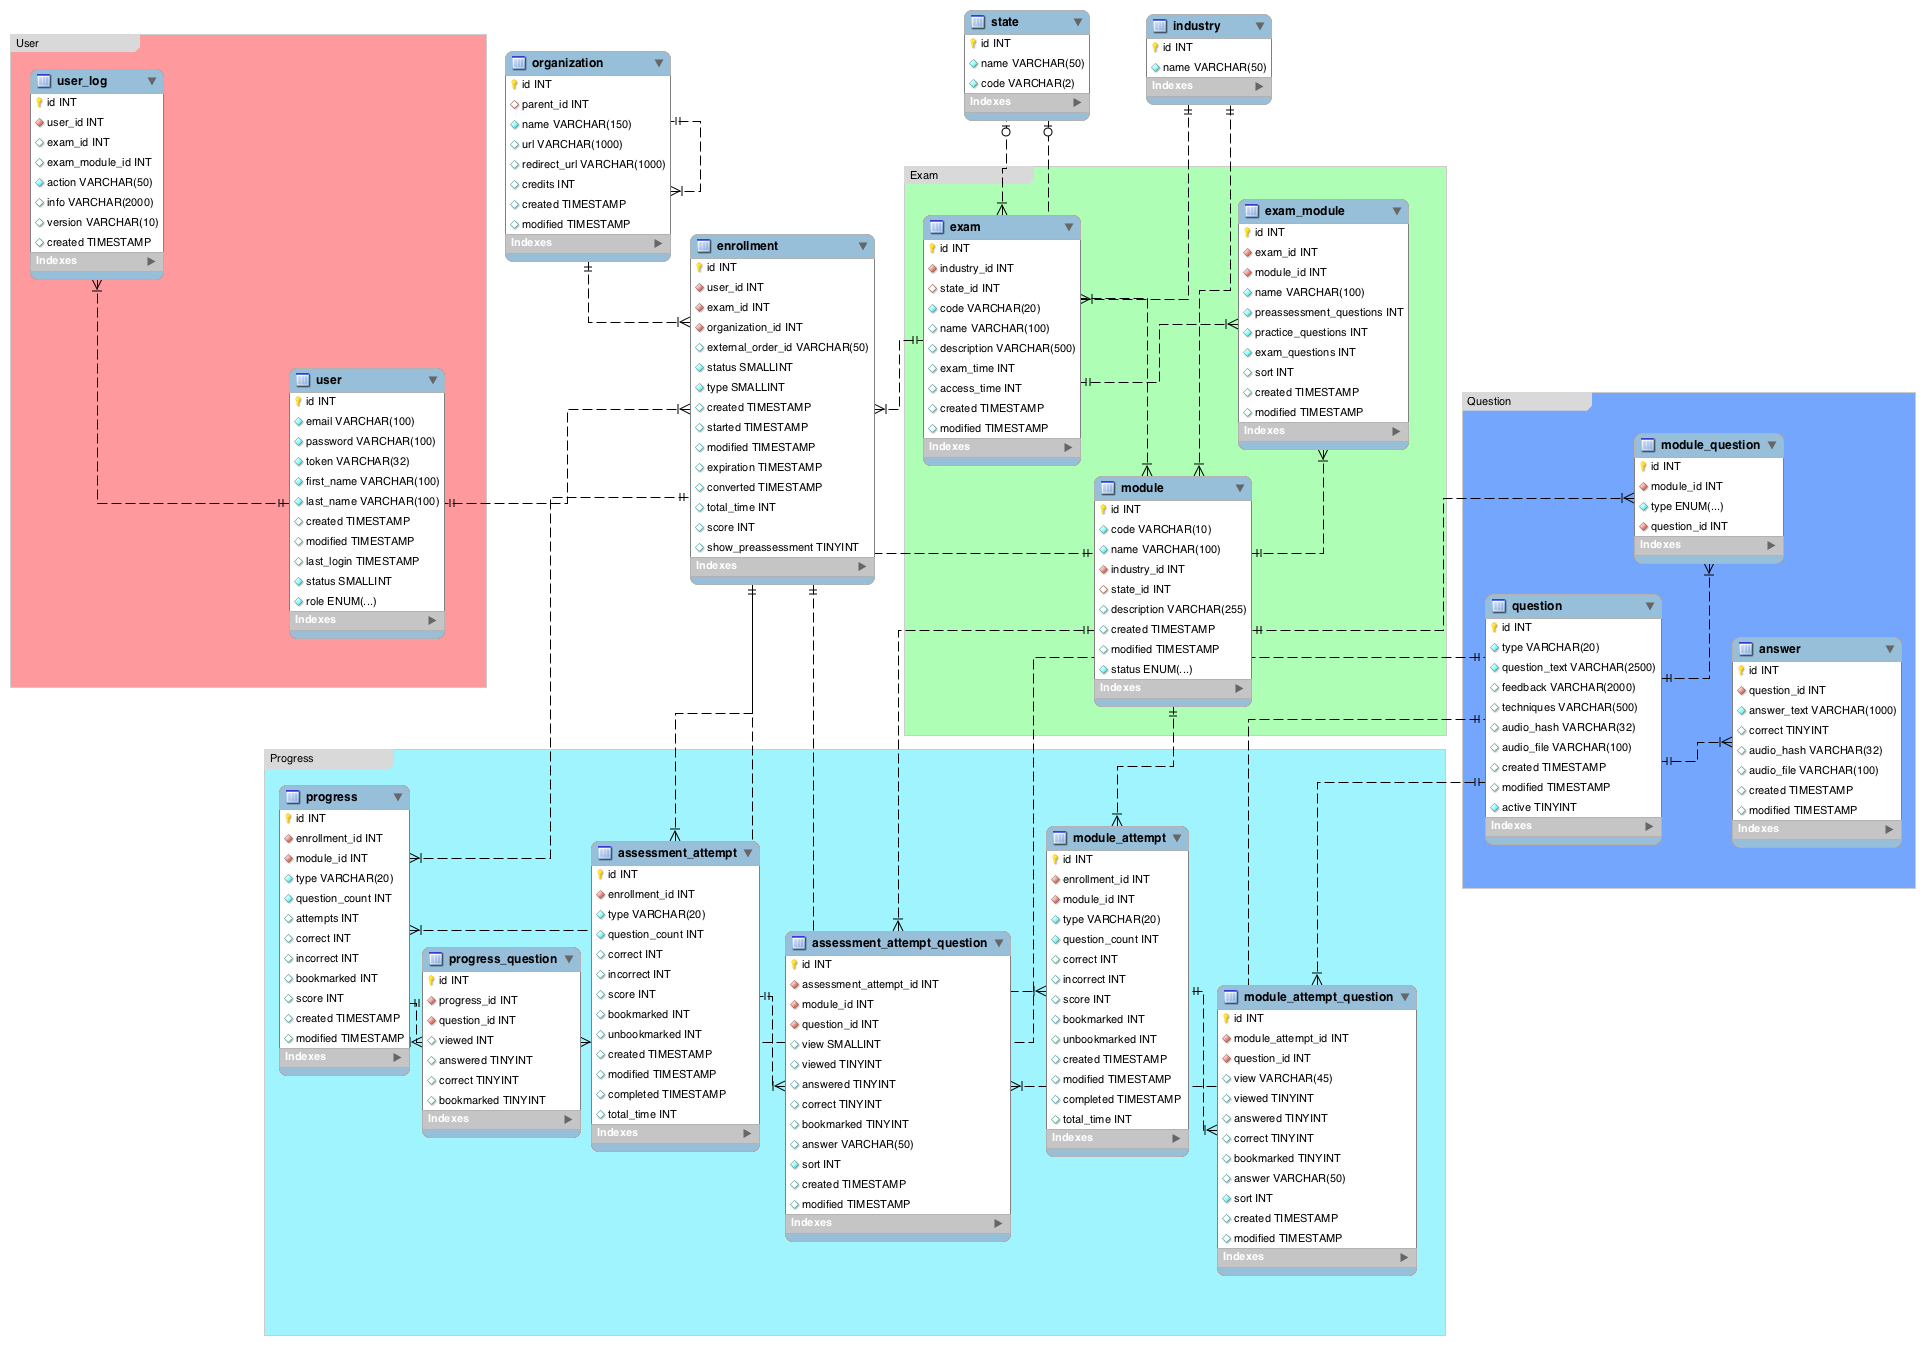 User
user_log
id INT
user_id INT
exam_id INT
exam_module_id INT
action VARCHAR(50)
info VARCHAR(2000)
version VARCHAR(10)
created TIMESTAMP
Indexes
user
id INT
email VARCHAR(100)
password VARCHAR(100)
token VARCHAR(32)
first_name VARCHAR(100)
last_name VARCHAR(100)
created TIMESTAMP
modified TIMESTAMP
last_login TIMESTAMP
status SMALLINT
role ENUM(...)
Indexes
organization
id INT
parent_id INT
name VARCHAR(150)
url VARCHAR(1000)
redirect_url VARCHAR(1000)
credits INT
created TIMESTAMP
modified TIMESTAMP
Indexes
enrollment
id INT
user_id INT
exam_id INT
organization_id INT
external_order_id VARCHAR(50)
status SMALLINT
type SMALLINT
created TIMESTAMP
started TIMESTAMP
modified TIMESTAMP
expiration TIMESTAMP
converted TIMESTAMP
total_time INT
score INT
show_preassessment TINYINT
Indexes
state
id INT
name VARCHAR(50)
code VARCHAR(2)
Indexes
industry
id INT
name VARCHAR(50)
Indexes
Exam
exam
id INT
industry_id INT
state_id INT
code VARCHAR(20)
name VARCHAR(100)
description VARCHAR(500)
exam_time INT
access_time INT
created TIMESTAMP
modified TIMESTAMP
Indexes
exam_module
id INT
exam_id INT
module_id INT
name VARCHAR(100)
preassessment_questions INT
practice_questions INT
exam_questions INT
sort INT
created TIMESTAMP
modified TIMESTAMP
Indexes
module
id INT
code VARCHAR(10)
name VARCHAR(100)
industry_id INT
state_id INT
description VARCHAR(255)
created TIMESTAMP
modified TIMESTAMP
status ENUM(...)
Indexes
Question
module_question
id INT
module_id INT
type ENUM(...)
question_id INT
Indexes
question
id INT
type VARCHAR(20)
question_text VARCHAR(2500)
feedback VARCHAR(2000)
techniques VARCHAR(500)
audio_hash VARCHAR(32)
audio_file VARCHAR(100)
created TIMESTAMP
modified TIMESTAMP
active TINYINT
Indexes
answer
id INT
question_id INT
answer_text VARCHAR(1000)
correct TINYINT
audio_hash VARCHAR(32)
audio_file VARCHAR(100)
created TIMESTAMP
modified TIMESTAMP
Indexes
Progress
progress
id INT
enrollment_id INT
module_id INT
type VARCHAR(20)
question_count INT
attempts INT
correct INT
incorrect INT
bookmarked INT
score INT
created TIMESTAMP
modified TIMESTAMP
Indexes
progress_question
id INT
progress_id INT
question_id INT
viewed INT
answered TINYINT
correct TINYINT
bookmarked TINYINT
Indexes
assessment_attempt
id INT
enrollment_id INT
type VARCHAR(20)
question_count INT
correct INT
incorrect INT
score INT
bookmarked INT
unbookmarked INT
created TIMESTAMP
modified TIMESTAMP
completed TIMESTAMP
total_time INT
Indexes
assessment_attempt_question
id INT
assessment_attempt_id INT
module_id INT
question_id INT
view SMALLINT
viewed TINYINT
answered TINYINT
correct TINYINT
bookmarked TINYINT
answer VARCHAR(50)
sort INT
created TIMESTAMP
modified TIMESTAMP
Indexes
module_attempt
id INT
enrollment_id INT
module_id INT
type VARCHAR(20)
question_count INT
correct INT
incorrect INT
score INT
bookmarked INT
unbookmarked INT
created TIMESTAMP
modified TIMESTAMP
completed TIMESTAMP
total_time INT
Indexes
module_attempt_question
id INT
module_attempt_id INT
question_id INT
view VARCHAR(45)
viewed TINYINT
answered TINYINT
correct TINYINT
bookmarked TINYINT
answer VARCHAR(50)
sort INT
created TIMESTAMP
modified TIMESTAMP
Indexes